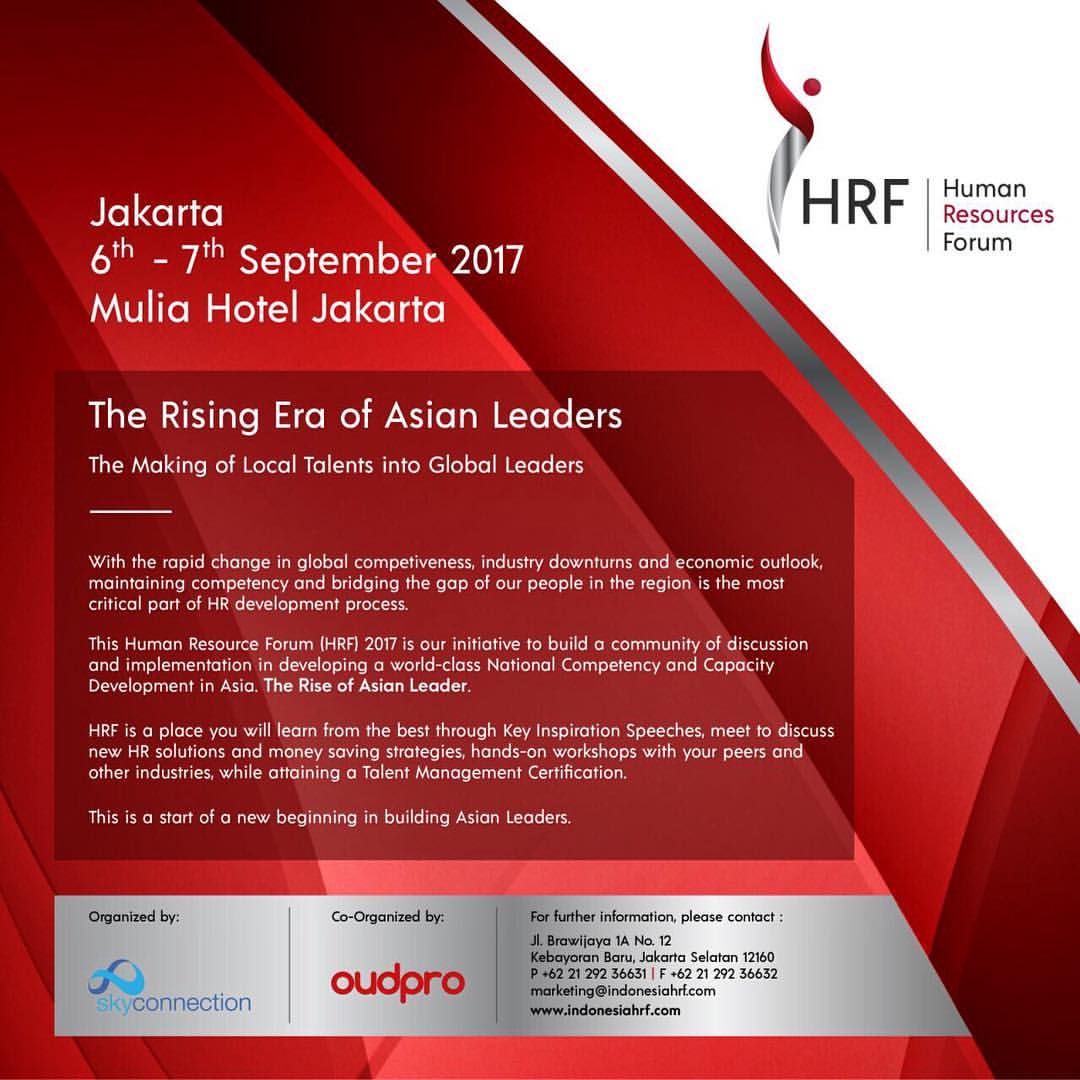 HRF
Human
Resources
Forum
Jakarta
6th - 7th September 2017
Mulia Hotel Jakarta
The Rising Era of Asian Leaders
The Making of Local Talents into Global Leaders
With the rapid change in global competiveness, industry downturns and economic outlook,
maintaining competency and bridging the gap of our people in the region is the most
critical part of HR development process.
This Human Resource Forum (HRF) 2017 is our initiative to build a community of discussion
and implementation in developing a world-class National Competency and Capacity
Development in Asia. The Rise of Asian Leader.
HRF is a place you will learn from the best through Key Inspiration Speeches, meet to discuss
new HR solutions and money saving strategies, hands-on workshops with your peers and
other industries, while attaining a Talent Management Certification.
This is a start of a new beginning in building Asian Leaders.
Organized by:
skyconnection
Co-Organized by:
oudpro
For further information, please contact :
Jl. Brawijaya 1A No. 12
Kebayoran Baru, Jakarta Selatan 12160
P +62 21 292 36631 | F +62 21 292 36632
marketing@indonesiahrf.com
www.indonesiahrf.com